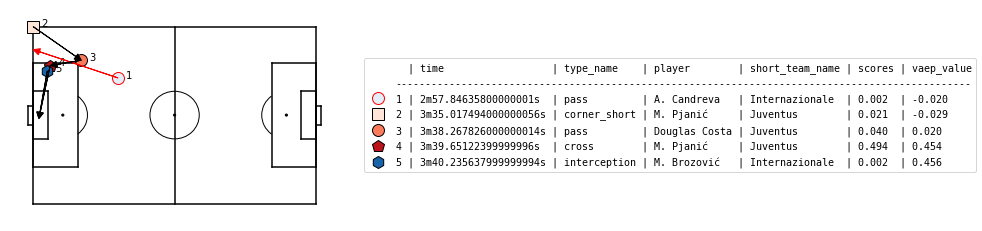 2
3
1
4
5
| time | type_name | player | short_team_name | scores | vaep_value
--------------------------------------------------------------------------------
1 | 2m57.84635800000001s | pass | A. Candreva | Internazionale | 0.002 | -0.020
2 | 3m35.017494000000056s | corner_short | M. Pjanić | Juventus | 0.021 | -0.029
3 | 3m38.267826000000014s | pass | Douglas Costa | Juventus | 0.040 | 0.020
4 | 3m39.65122399999996s | cross | M. Pjanić | Juventus | 0.494 | 0.454
5 | 3m40.235637999999994s | interception | M. Brozović | Internazionale | 0.002 | 0.456